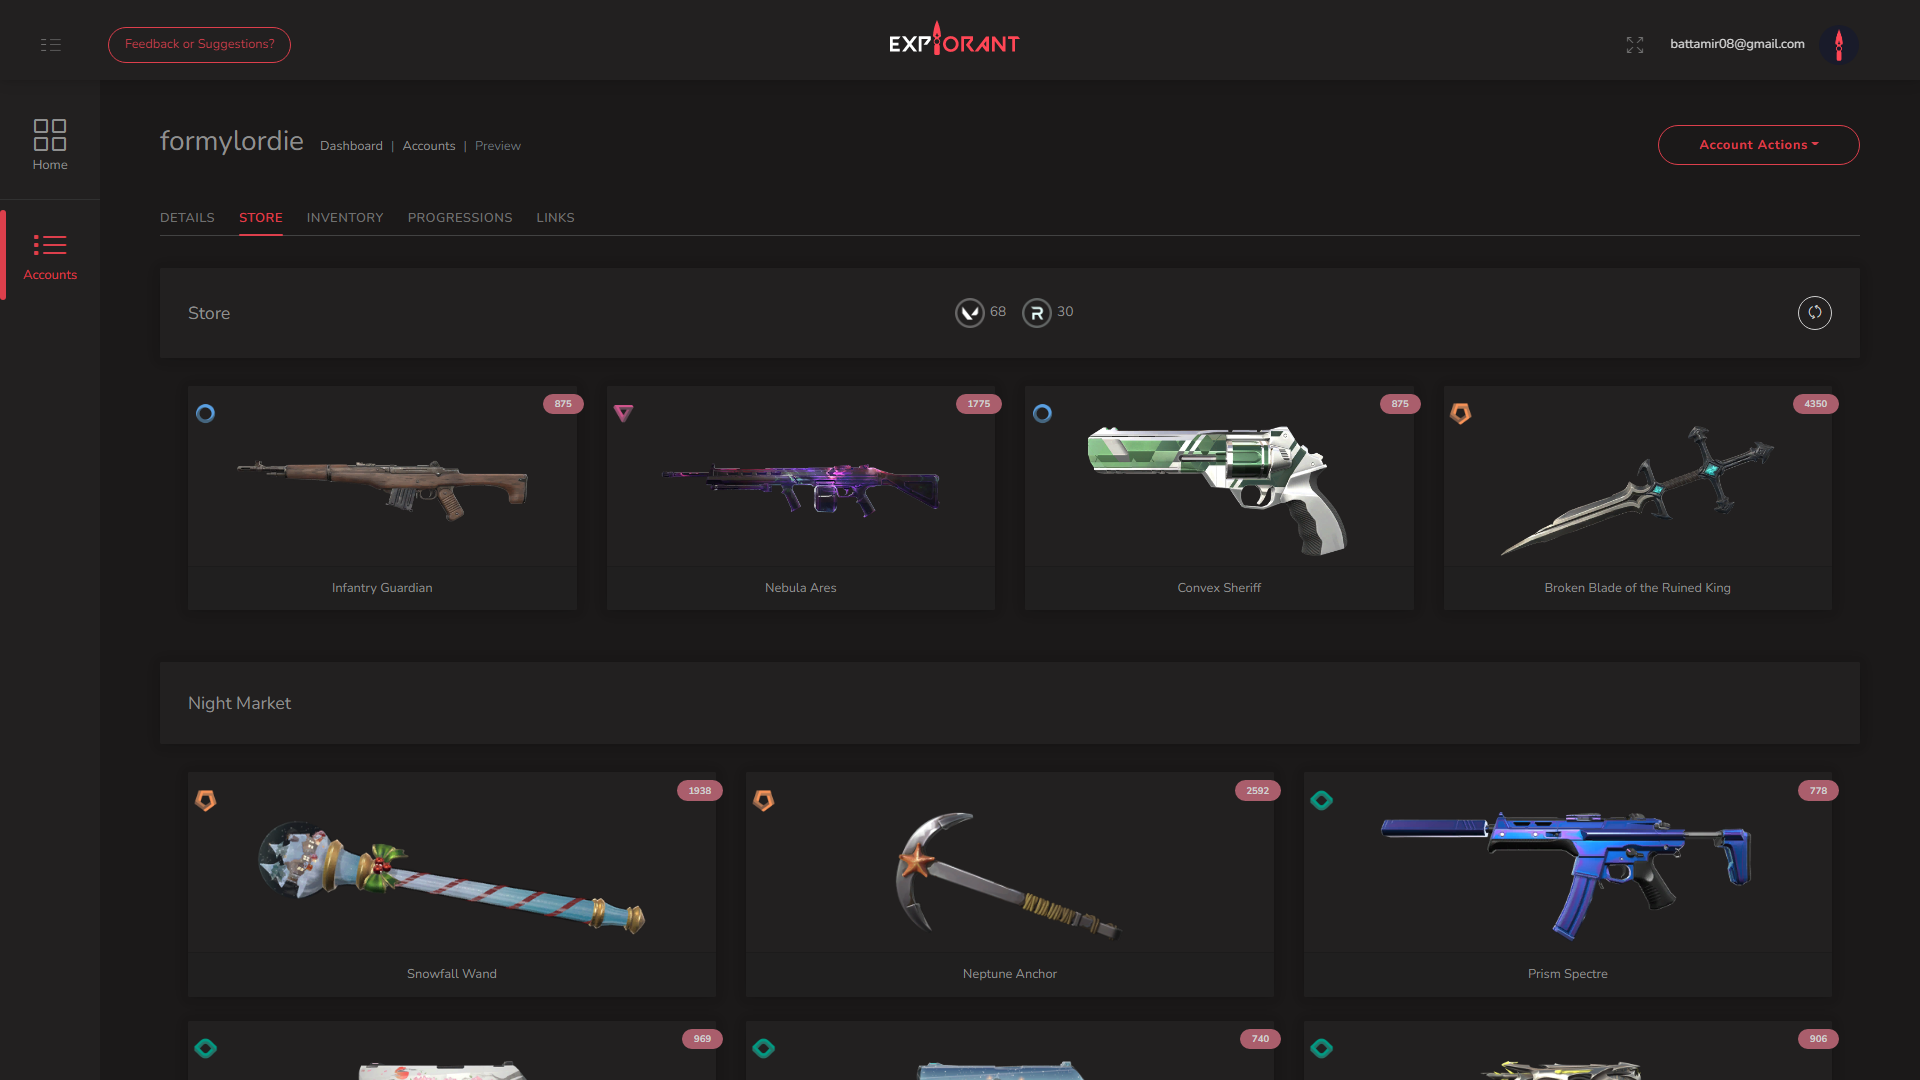 Feedback or Suggestions?
EXPLORANT
battamir08@gmail.com
Home
Accounts
formylordie
Dashboard | Accounts | Preview
Account Actions
DETAILS STORE INVENTORY PROGRESSIONS LINKS
Store
68
R 30
875
Infantry Guardian
1775
Nebula Ares
875
Convex Sheriff
4350
Broken Blade of the Ruined King
Night Market
1938
Snowfall Wand
2592
Neptune Anchor
778
Prism Spectre
969
740
906